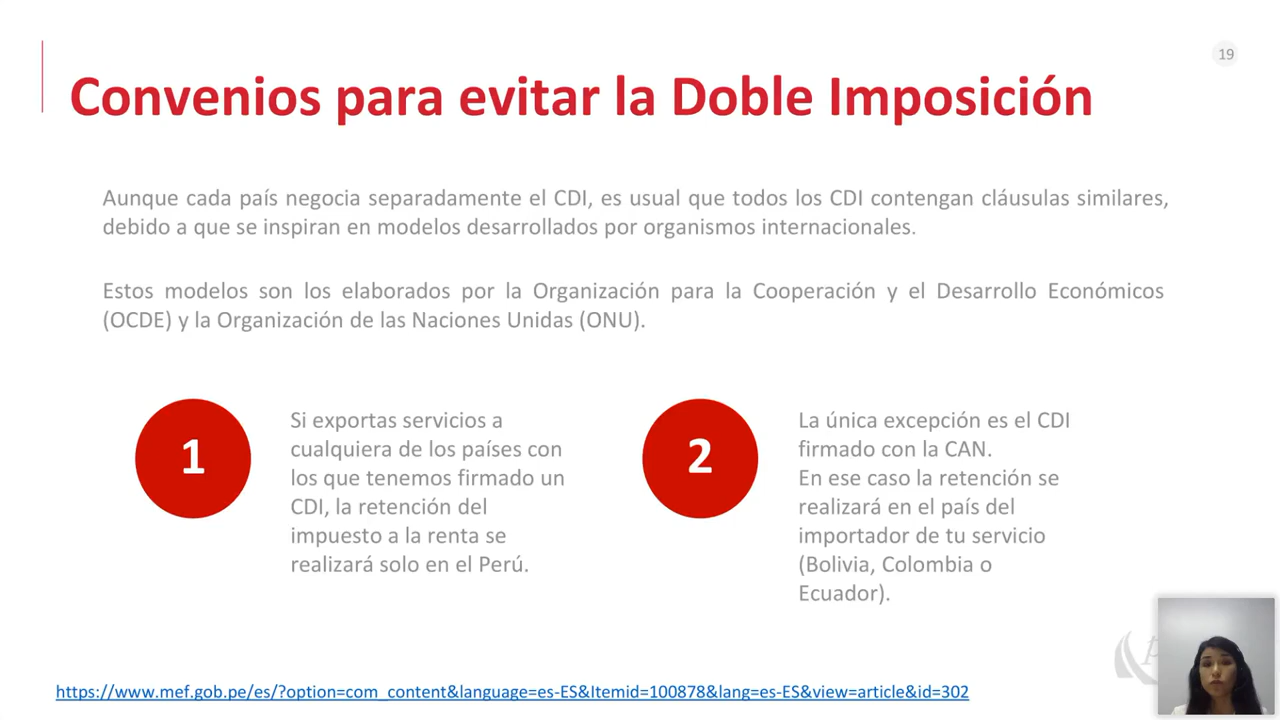 19
Convenios para evitar la Doble Imposición
Aunque cada país negocia separadamente el CDI, es usual que todos los CDI contengan cláusulas similares,
debido a que se inspiran en modelos desarrollados por organismos internacionales.
Estos modelos son los elaborados por la Organización para la Cooperación y el Desarrollo Económicos
(OCDE) y la Organización de las Naciones Unidas (ONU).
1
Si exportas servicios a
cualquiera de los países con
los que tenemos firmado un
CDI, la retención del
impuesto a la renta se
realizará solo en el Perú.
2
La única excepción es el CDI
firmado con la CAN.
En ese caso la retención se
realizará en el país del
importador de tu servicio
(Bolivia, Colombia o
Ecuador).
https://www.mef.gob.pe/es/?option=com_content&language=es-ES&Itemid=100878&lang=es-ES&view=article&id=302